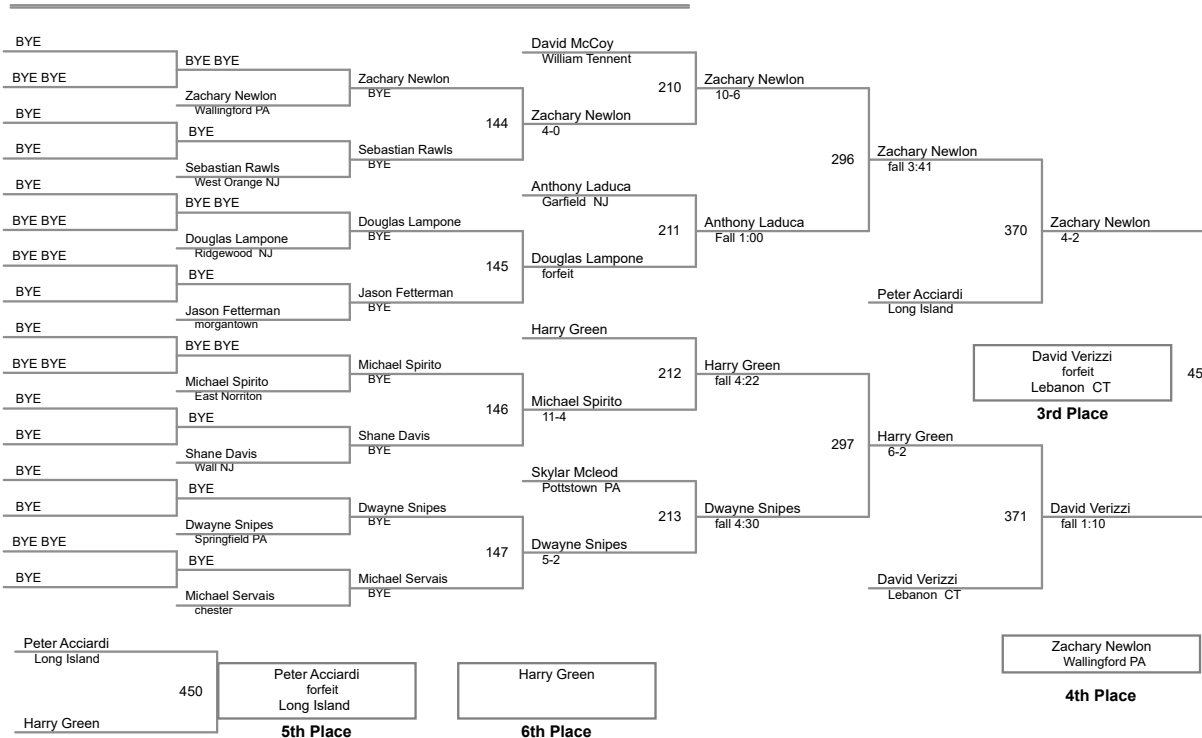 BYE
BYE BYE
BYE
BYE
BYE
BYE BYE
BYE BYE
BYE
BYE
BYE BYE
BYE
BYE
BYE
BYE
BYE BYE
BYE
BYE BYE
Zachary Newlon
Wallingford PA
BYE
Sebastian Rawls
West Orange NJ
BYE BYE
Douglas Lampone
Ridgewood NJ
BYE
Jason Fetterman
morgantown
BYE BYE
Michael Spirito
East Norriton
BYE
Shane Davis
Wall NJ
BYE
Dwayne Snipes
Springfield PA
BYE
Michael Servais
chester
Zachary Newlon
BYE
144
Sebastian Rawls
BYE
Douglas Lampone
BYE
145
Jason Fetterman
BYE
Michael Spirito
BYE
146
Shane Davis
BYE
Dwayne Snipes
BYE
147
Michael Servais
BYE
David McCoy
William Tennent
210
Zachary Newlon
4-0
Anthony Laduca
Garfield NJ
211
Douglas Lampone
forfeit
Harry Green
212
Michael Spirito
11-4
Skylar Mcleod
Pottstown PA
213
Dwayne Snipes
5-2
Zachary Newlon
10-6
296
Anthony Laduca
Fall 1:00
Harry Green
fall 4:22
297
Dwayne Snipes
fall 4:30
Zachary Newlon
fall 3:41
370
Peter Acciardi
Long Island
Harry Green
6-2
371
David Verizzi
Lebanon CT
Zachary Newlon
4-2
David Verizzi
forfeit
Lebanon CT
45
3rd Place
David Verizzi
fall 1:10
Peter Acciardi
Long Island
450
Harry Green
Peter Acciardi
forfeit
Long Island
5th Place
Harry Green
6th Place
Zachary Newlon
Wallingford PA
4th Place